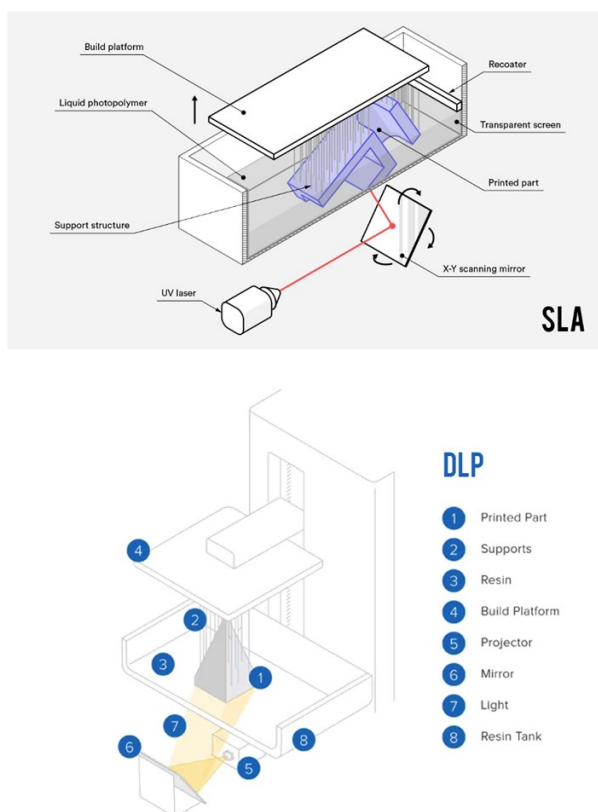 Build platform
Recoater
Liquid photopolymer
Transparent screen
Printed part
Support structure
X-Y scanning mirror
UV laser
SLA
DLP
1 Printed Part
2 Supports
3 Resin
4 Build Platform
5 Projector
6 Mirror
7 Light
8 Resin Tank
4
2
3
1
7
6
5
8